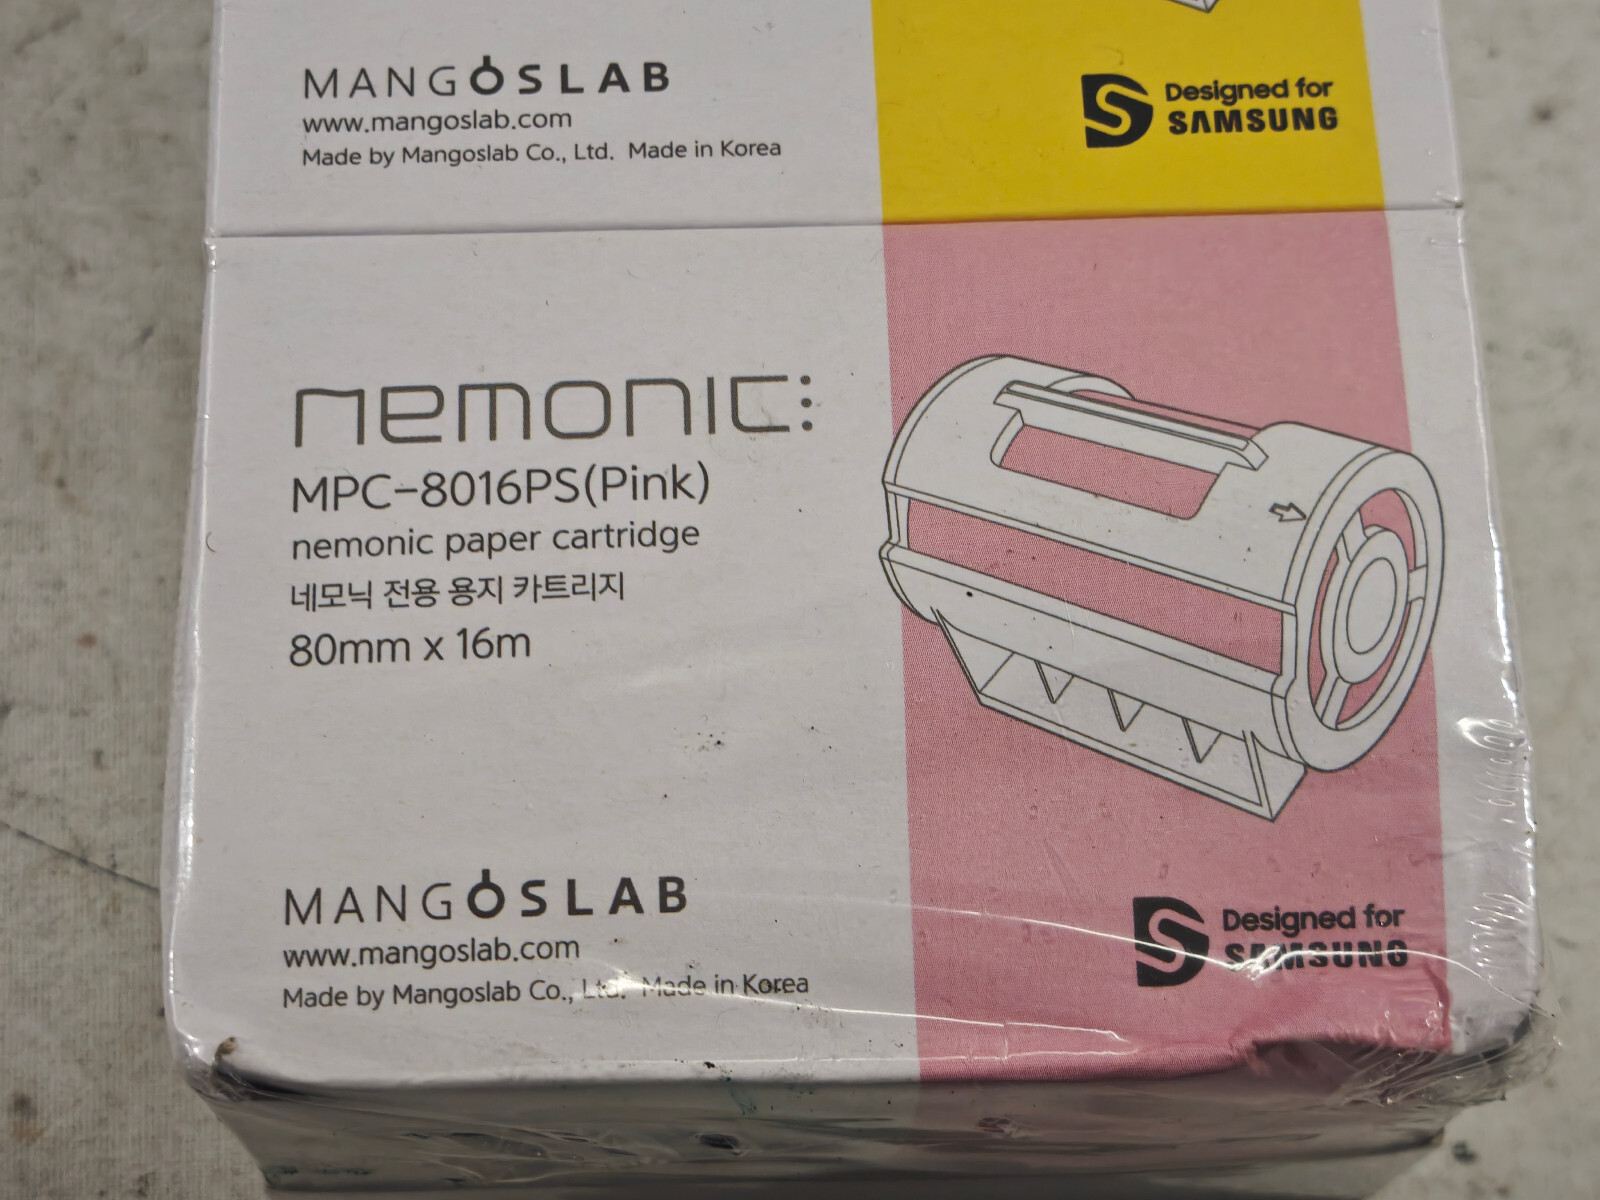 MANGOSLAB
www.mangoslab.com
Made by Mangoslab Co., Ltd. Made in Korea
Designed for
SAMSUNG
nemonic:
MPC-8016PS(Pink)
nemonic paper cartridge
네모닉 전용 용지 카트리지
80mm x 16m
MANGOSLAB
www.mangoslab.com
Made by Mangoslab Co., Ltd. Made in Korea
Designed for
SAMSUNG